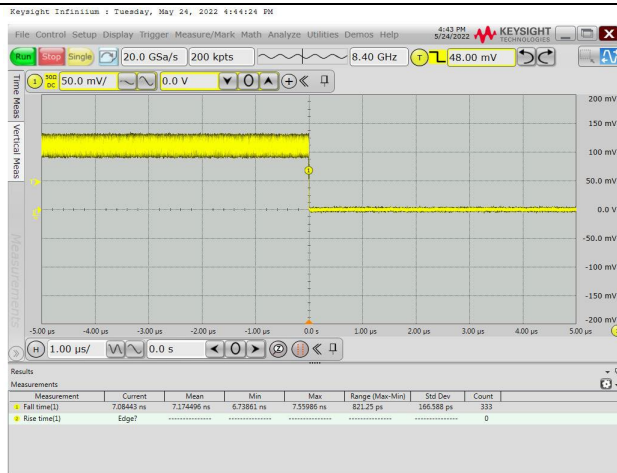 Keysight Infiniium : Tuesday, May 24, 2022 4:44:24 PM
File Control Setup Display Trigger Measure/Mark Math Analyze Utilities Demos Help
4:43 PM
5/24/2022
KEYSIGHT
TECHNOLOGIES
Run Stop Single 20.0 GSa/s 200 kpts 8.40 GHz T 48.00 mV
1 50Ω DC 50.0 mV/ 0.0 V 0
Time Meas
Vertical Meas
Measurements
200 mV
150 mV
100 mV
50.0 mV
0.0 V
-50.0 mV
-100 mV
-150 mV
-200 mV
1
-5.00 µs -4.00 µs -3.00 µs -2.00 µs -1.00 µs 0.0 s 1.00 µs 2.00 µs 3.00 µs 4.00 µs 5.00 µs
H 1.00 µs/ 0.0 s 0
Results
Measurements
Measurement Current Mean Min Max Range (Max-Min) Std Dev Count
Fall time(1) 7.08443 ns 7.174496 ns 6.73861 ns 7.55986 ns 821.25 ps 166.588 ps 333
Rise time(1) Edge? --------------- --------------- --------------- --------------- --------------- 0